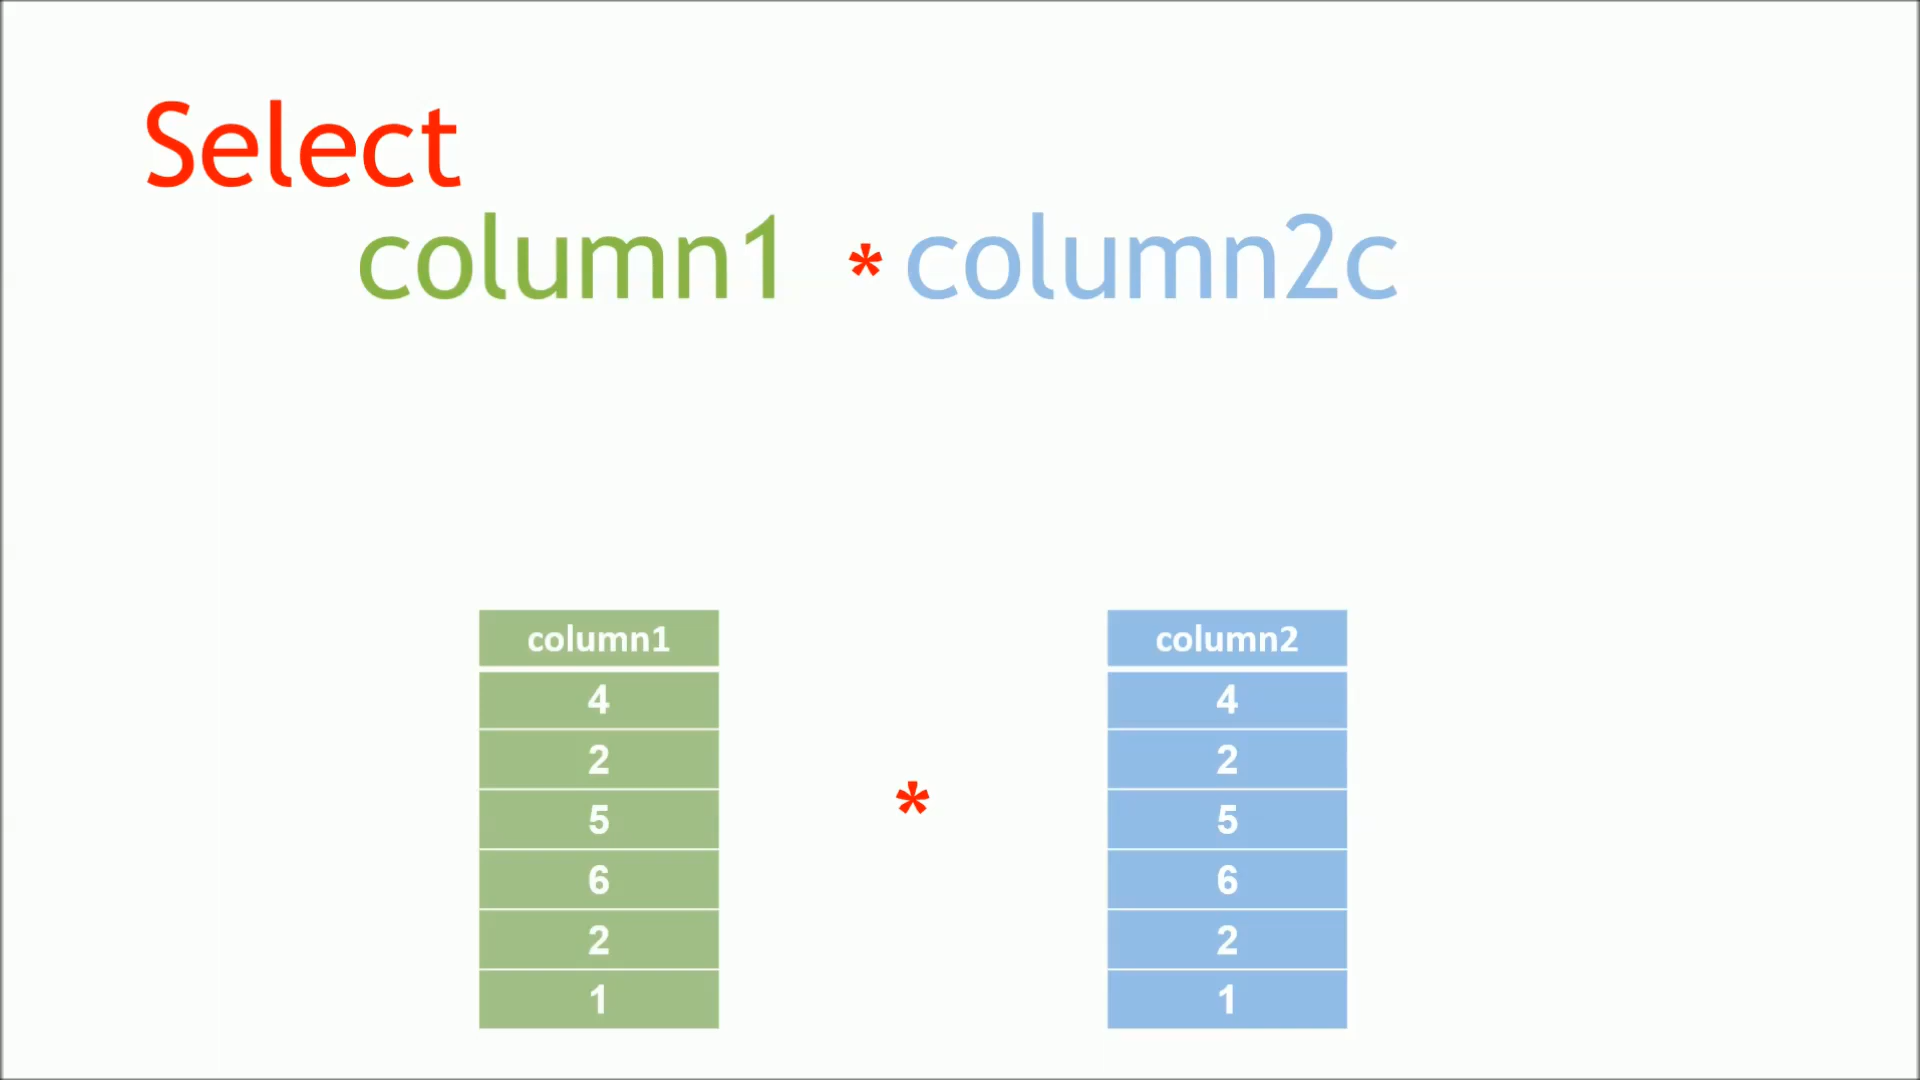 Select
column1 * column2c
column1 column2
4 4
2 2
5 * 5
6 6
2 2
1 1